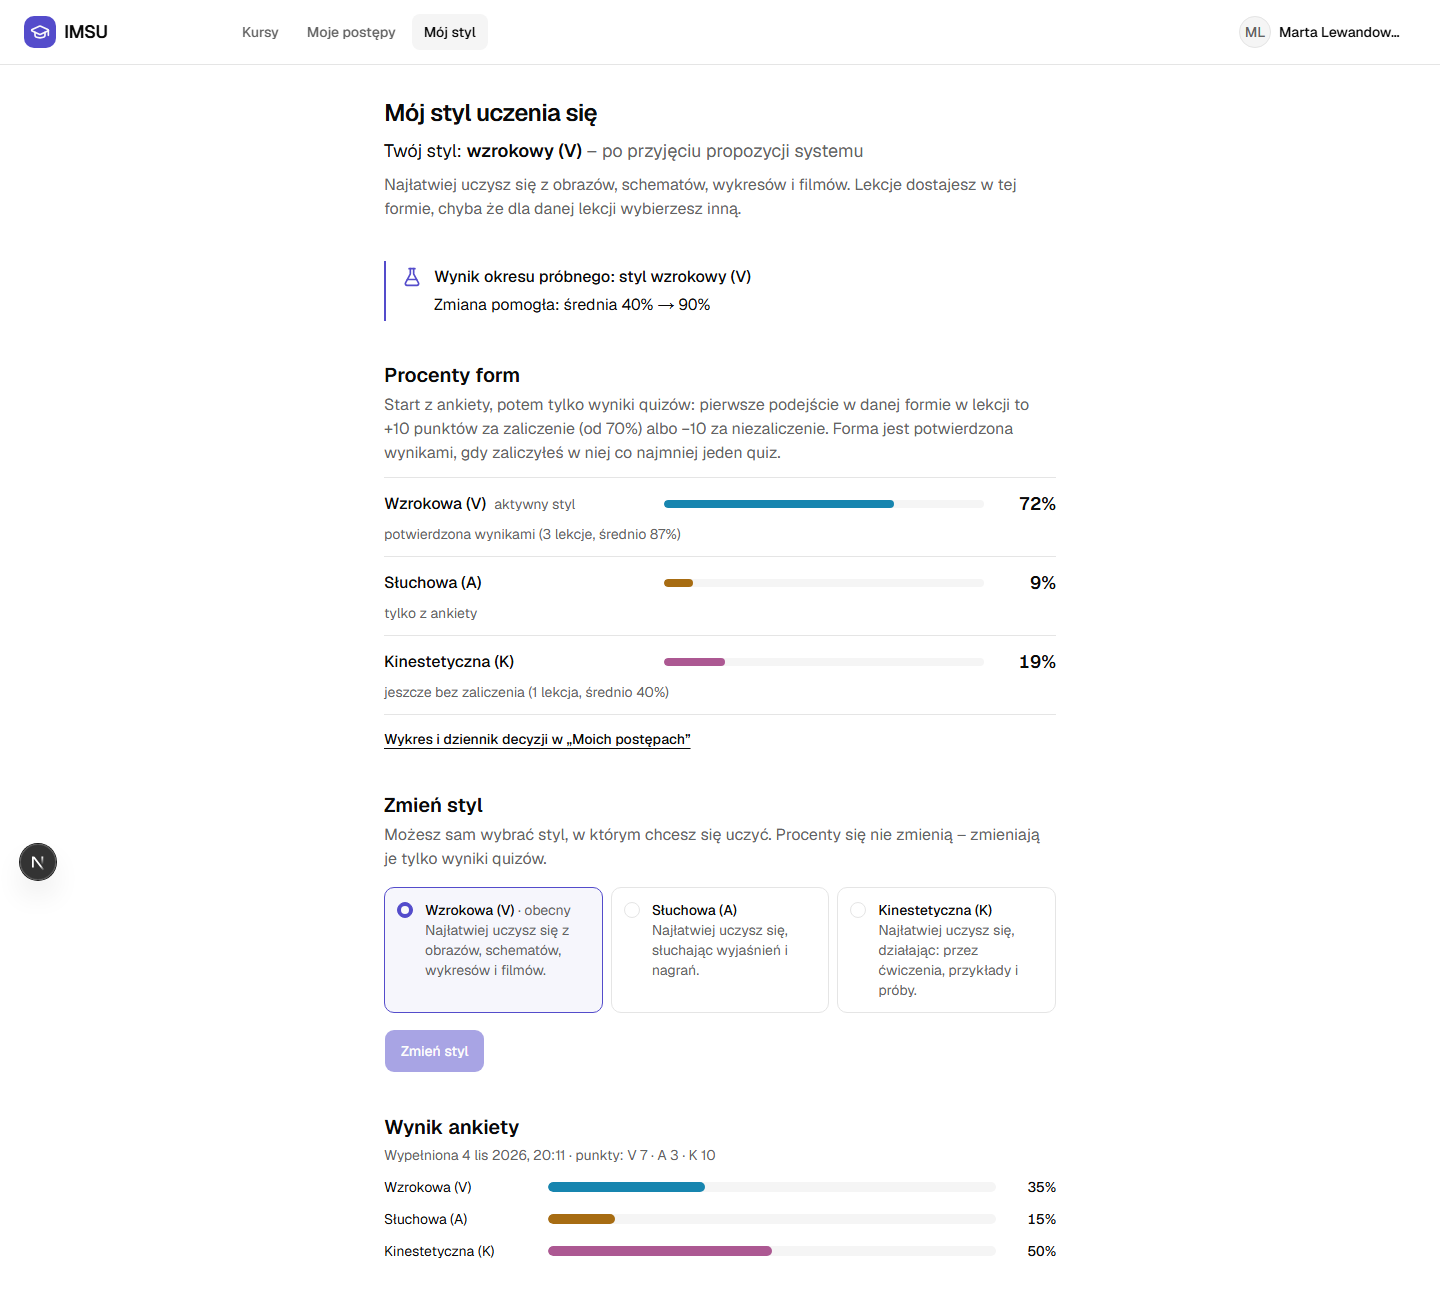 IMSU
Kursy
Moje postępy
Mój styl
ML
Marta Lewandow...
Mój styl uczenia się
Twój styl: wzrokowy (V) – po przyjęciu propozycji systemu
Najłatwiej uczysz się z obrazów, schematów, wykresów i filmów. Lekcje dostajesz w tej
formie, chyba że dla danej lekcji wybierzesz inną.
Wynik okresu próbnego: styl wzrokowy (V)
Zmiana pomogła: średnia 40% → 90%
Procenty form
Start z ankiety, potem tylko wyniki quizów: pierwsze podejście w danej formie w lekcji to
+10 punktów za zaliczenie (od 70%) albo −10 za niezaliczenie. Forma jest potwierdzona
wynikami, gdy zaliczyłeś w niej co najmniej jeden quiz.
Wzrokowa (V) aktywny styl
72%
potwierdzona wynikami (3 lekcje, średnio 87%)
Słuchowa (A)
9%
tylko z ankiety
Kinestetyczna (K)
19%
jeszcze bez zaliczenia (1 lekcja, średnio 40%)
Wykres i dziennik decyzji w „Moich postępach”
Zmień styl
Możesz sam wybrać styl, w którym chcesz się uczyć. Procenty się nie zmienią – zmieniają
je tylko wyniki quizów.
Wzrokowa (V) · obecny
Najłatwiej uczysz się z
obrazów, schematów,
wykresów i filmów.
Słuchowa (A)
Najłatwiej uczysz się,
słuchając wyjaśnień i
nagrań.
Kinestetyczna (K)
Najłatwiej uczysz się,
działając: przez
ćwiczenia, przykłady i
próby.
Zmień styl
Wynik ankiety
Wypełniona 4 lis 2026, 20:11 · punkty: V 7 · A 3 · K 10
Wzrokowa (V)
35%
Słuchowa (A)
15%
Kinestetyczna (K)
50%
N